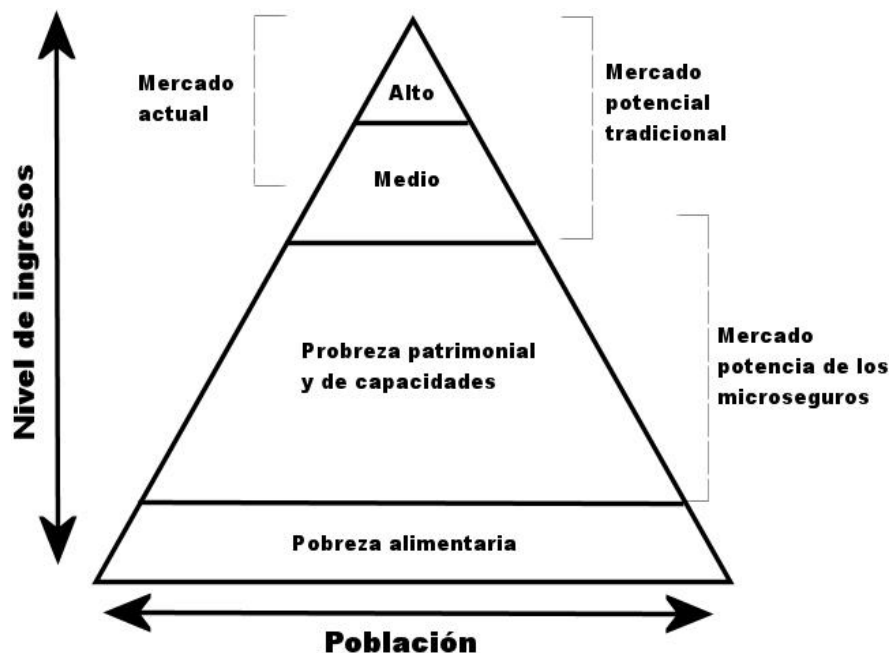 Mercado
actual
Alto
Mercado
potencial
tradicional
Medio
Nivel de ingresos
Probreza patrimonial
y de capacidades
Mercado
potencia de los
microseguros
Pobreza alimentaria
Población